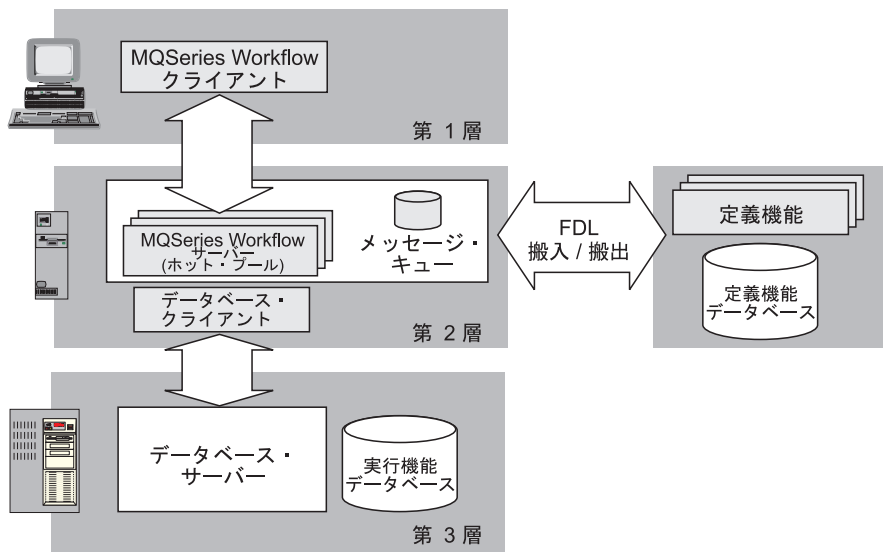 MQSeries Workflow
クライアント
第 1 層
MQSeries Workflow
サーバー
(ホット・プール)
メッセージ・
キュー
データベース・
クライアント
第 2 層
FDL
搬入 / 搬出
定義機能
定義機能
データベース
データベース・
サーバー
実行機能
データベース
第 3 層